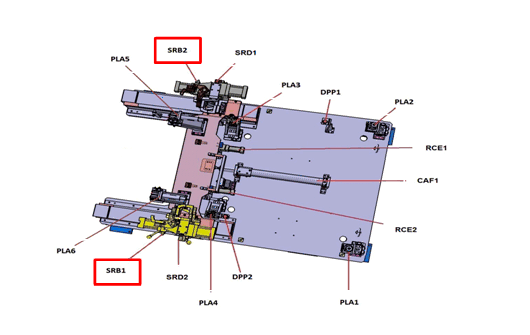 SRB2
SRD1
PLA5
PLA3
DPP1
PLA2
RCE1
CAF1
RCE2
PLA6
SRB1
SRD2
DPP2
PLA4
PLA1